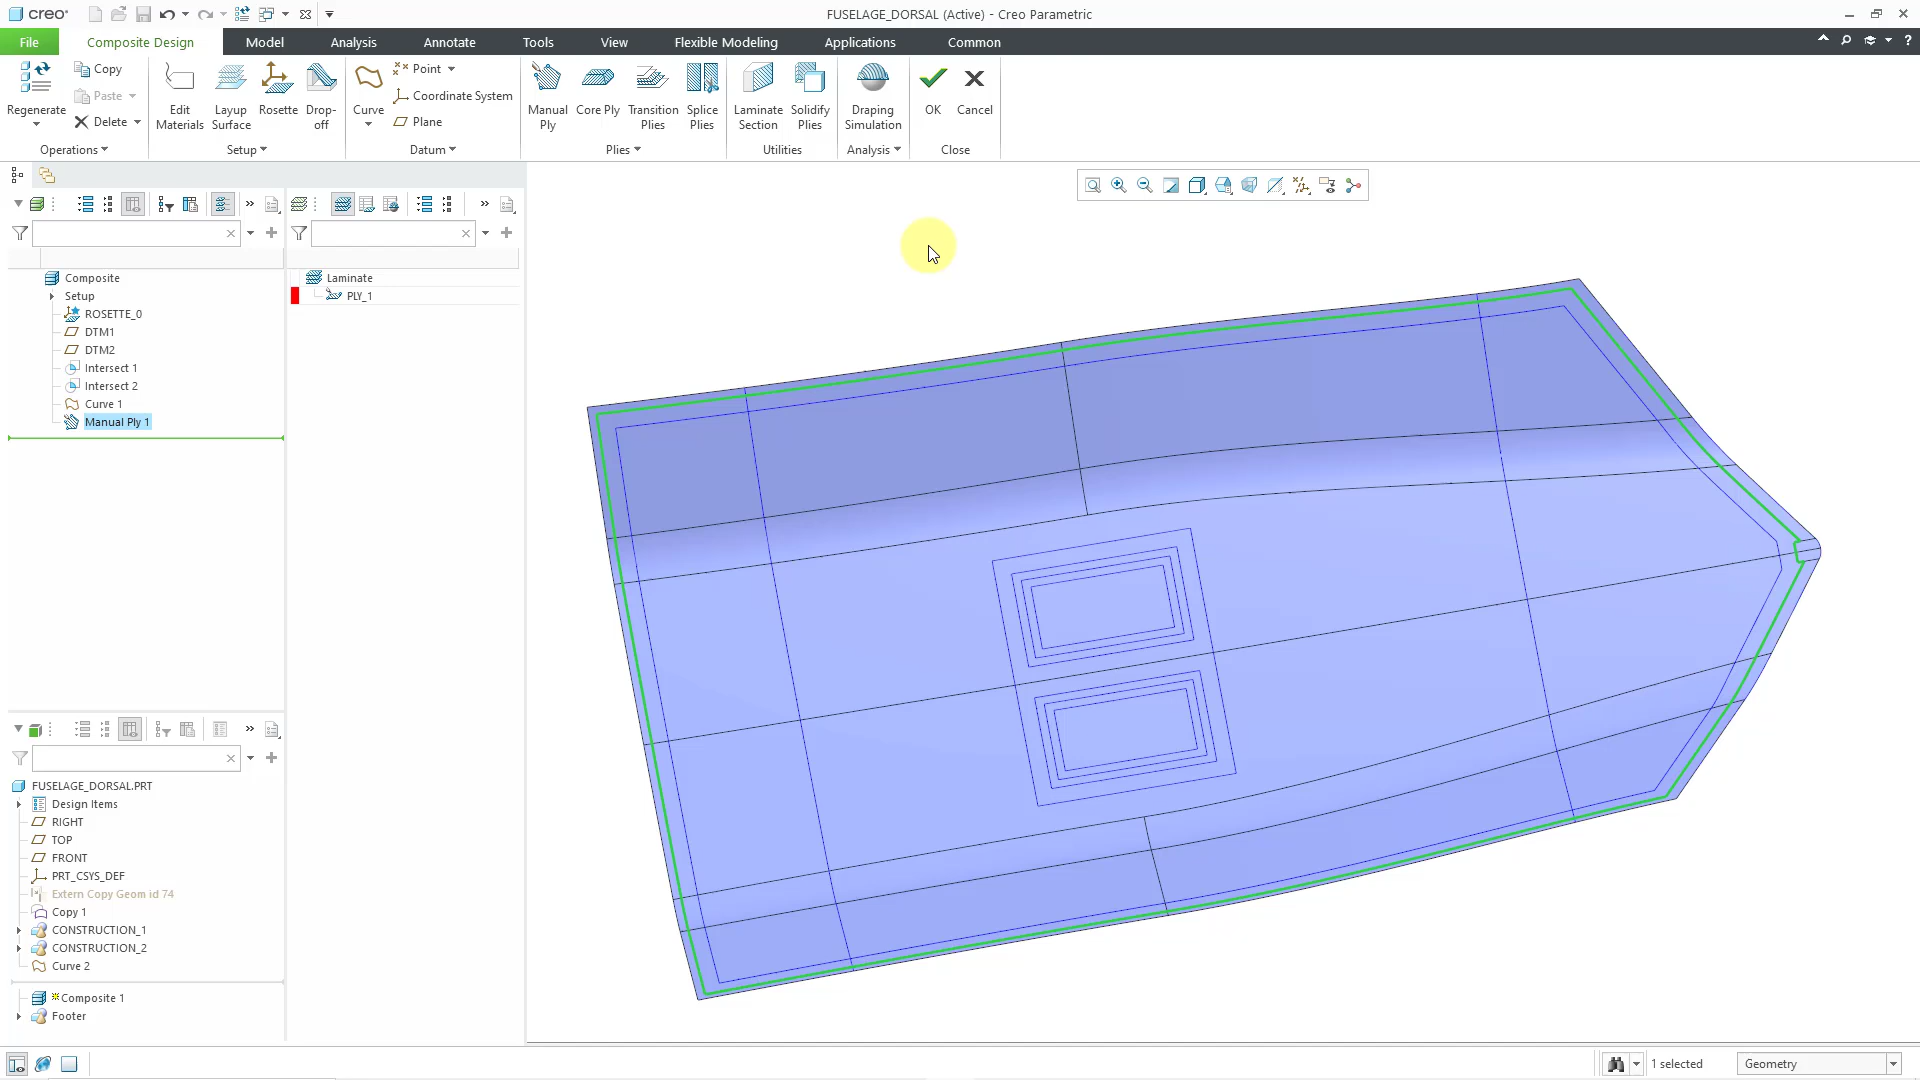 creo
FUSELAGE_DORSAL (Active) - Creo Parametric
File
Composite Design
Model
Analysis
Annotate
Tools
View
Flexible Modeling
Applications
Common
Regenerate
Copy
Paste
Delete
Operations
Edit Materials
Layup Surface
Rosette
Drop-off
Setup
Curve
Point
Coordinate System
Plane
Datum
Manual Ply
Core Ply
Transition Plies
Splice Plies
Plies
Laminate Section
Solidify Plies
Utilities
Draping Simulation
Analysis
OK
Cancel
Close
Composite
Setup
ROSETTE_0
DTM1
DTM2
Intersect 1
Intersect 2
Curve 1
Manual Ply 1
Laminate
PLY_1
FUSELAGE_DORSAL.PRT
Design Items
RIGHT
TOP
FRONT
PRT_CSYS_DEF
Extern Copy Geom id 74
Copy 1
CONSTRUCTION_1
CONSTRUCTION_2
Curve 2
Composite 1
Footer
1 selected
Geometry